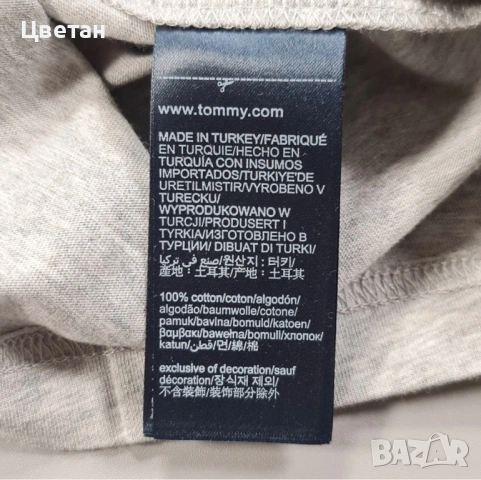 Цветан
www.tommy.com
MADE IN TURKEY/FABRIQUÉ
EN TURQUIE/HECHO EN
TURQUÍA CON INSUMOS
IMPORTADOS/TÜRKIYE'DE
URETILMISTIR/VYROBENO V
TURECKU/
WYPRODUKOWANO W
TURCJI/PRODUSERT I
TYRKIA/ИЗГОТОВЛЕНО В
ТУРЦИИ/ DIBUAT DI TURKI/
صنع في تركيا/원산지 : 터키/
產地：土耳其/产地：土耳其
100% cotton/coton/algodón/
algodão/baumwolle/cotone/
pamuk/bavlna/bomuld/katoen/
βαμβακι/bawełna/bomull/хлопок/
katun/قطن/면/綿/棉
exclusive of decoration/sauf
décoration/장식재 제외/
不含裝飾/装饰部分除外
BAZAR